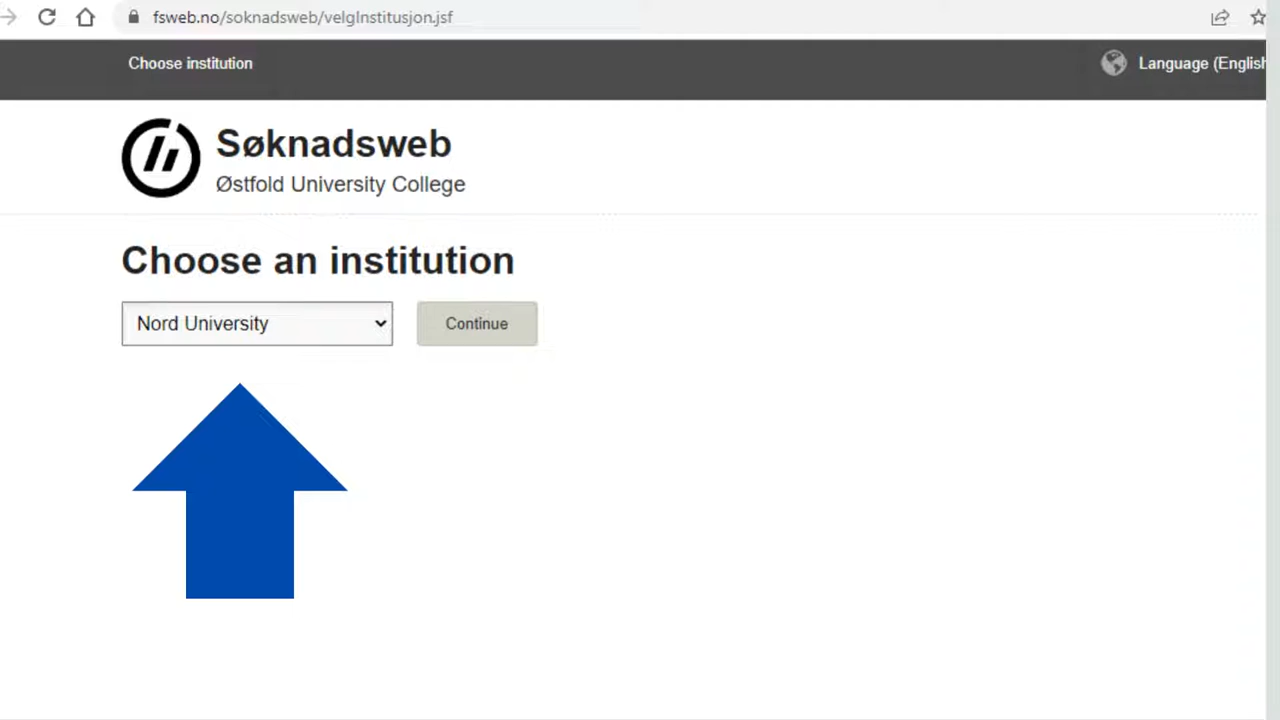 fsweb.no/soknadsweb/velgInstitusjon.jsf
Choose institution
Language (English
Søknadsweb
Østfold University College
Choose an institution
Nord University
Continue